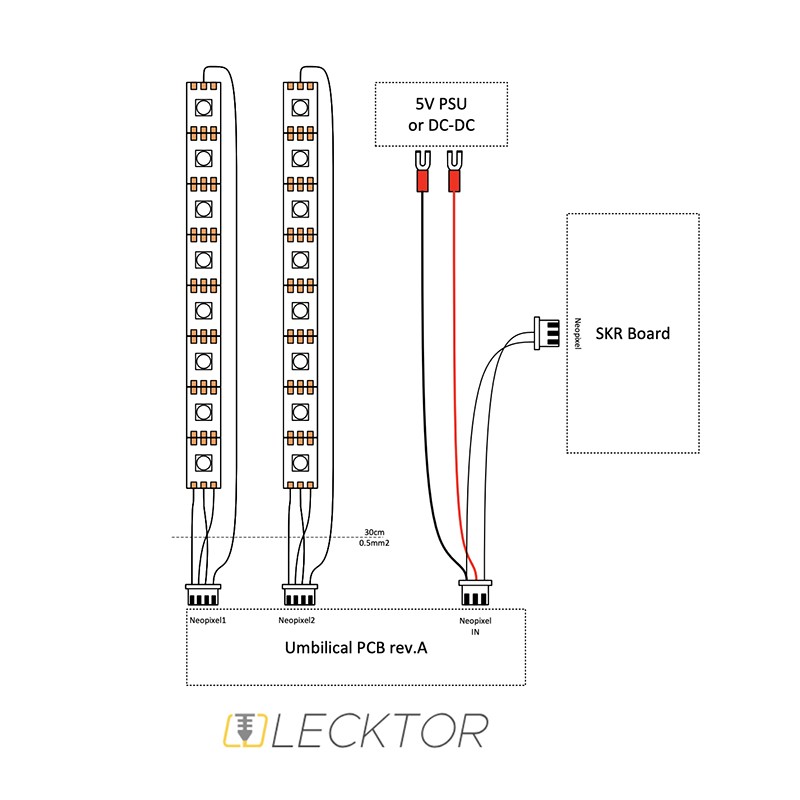 5V PSU
or DC-DC
Neopixel
SKR Board
30cm
0.5mm2
Neopixel1
Neopixel2
Neopixel
IN
Umbilical PCB rev.A
LECKTOR